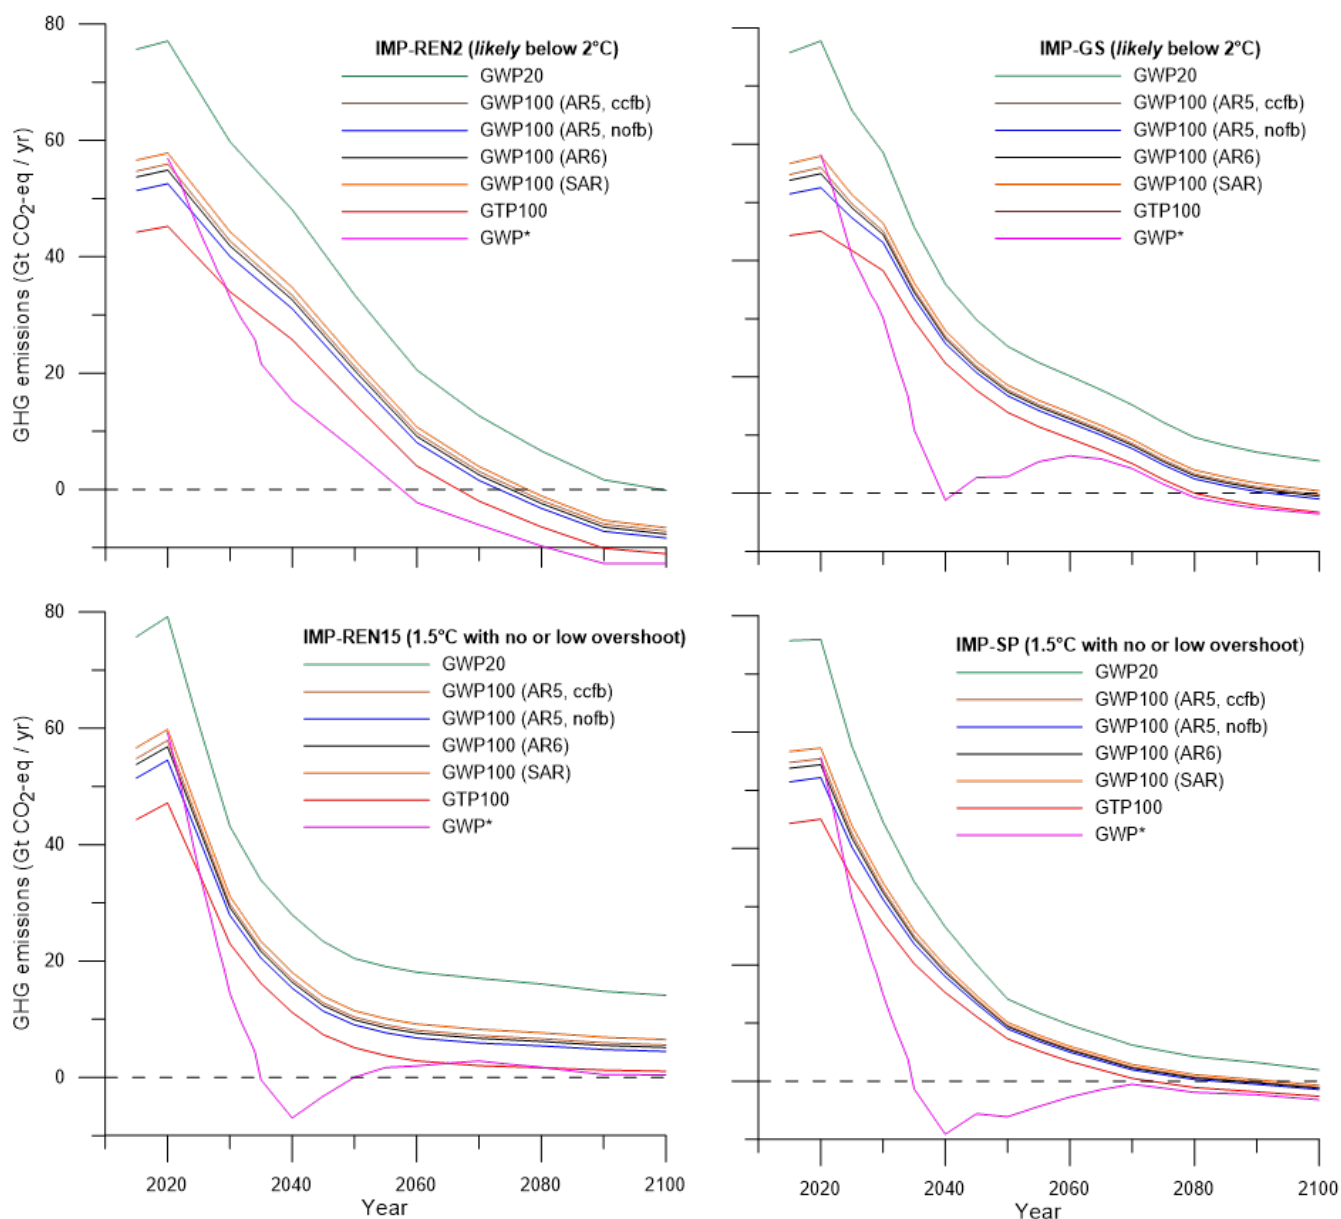 80
60
40
20
0
GHG emissions (Gt CO2-eq / yr)
IMP-REN2 (likely below 2°C)
GWP20
GWP100 (AR5, ccfb)
GWP100 (AR5, nofb)
GWP100 (AR6)
GWP100 (SAR)
GTP100
GWP*
IMP-GS (likely below 2°C)
GWP20
GWP100 (AR5, ccfb)
GWP100 (AR5, nofb)
GWP100 (AR6)
GWP100 (SAR)
GTP100
GWP*
80
60
40
20
0
GHG emissions (Gt CO2-eq / yr)
IMP-REN15 (1.5°C with no or low overshoot)
GWP20
GWP100 (AR5, ccfb)
GWP100 (AR5, nofb)
GWP100 (AR6)
GWP100 (SAR)
GTP100
GWP*
2020 2040 2060 2080 2100
Year
IMP-SP (1.5°C with no or low overshoot)
GWP20
GWP100 (AR5, ccfb)
GWP100 (AR5, nofb)
GWP100 (AR6)
GWP100 (SAR)
GTP100
GWP*
2020 2040 2060 2080 2100
Year